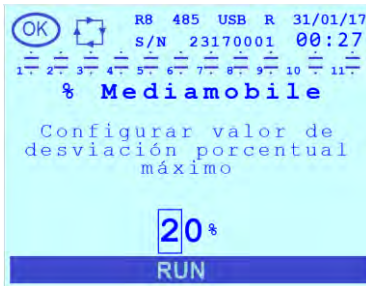 OK R8 485 USB R 31/01/17
S/N 23170001 00:27
1 2 3 4 5 6 7 8 9 10 11
% Mediamobile
Configurar valor de
desviación porcentual
máximo
20%
RUN